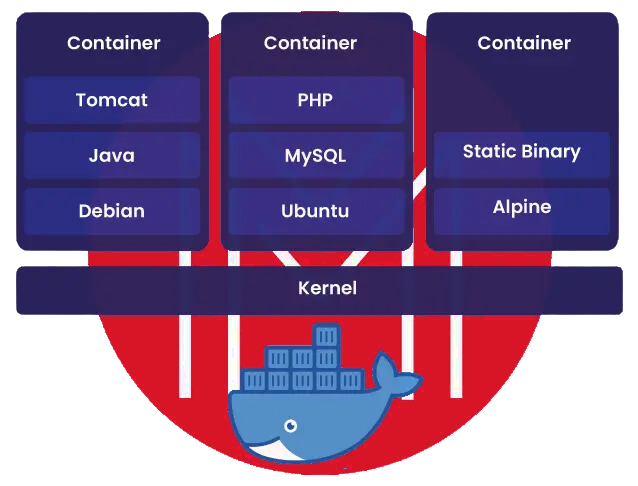 Container
Tomcat
Java
Debian
Container
PHP
MySQL
Ubuntu
Container
Static Binary
Alpine
Kernel